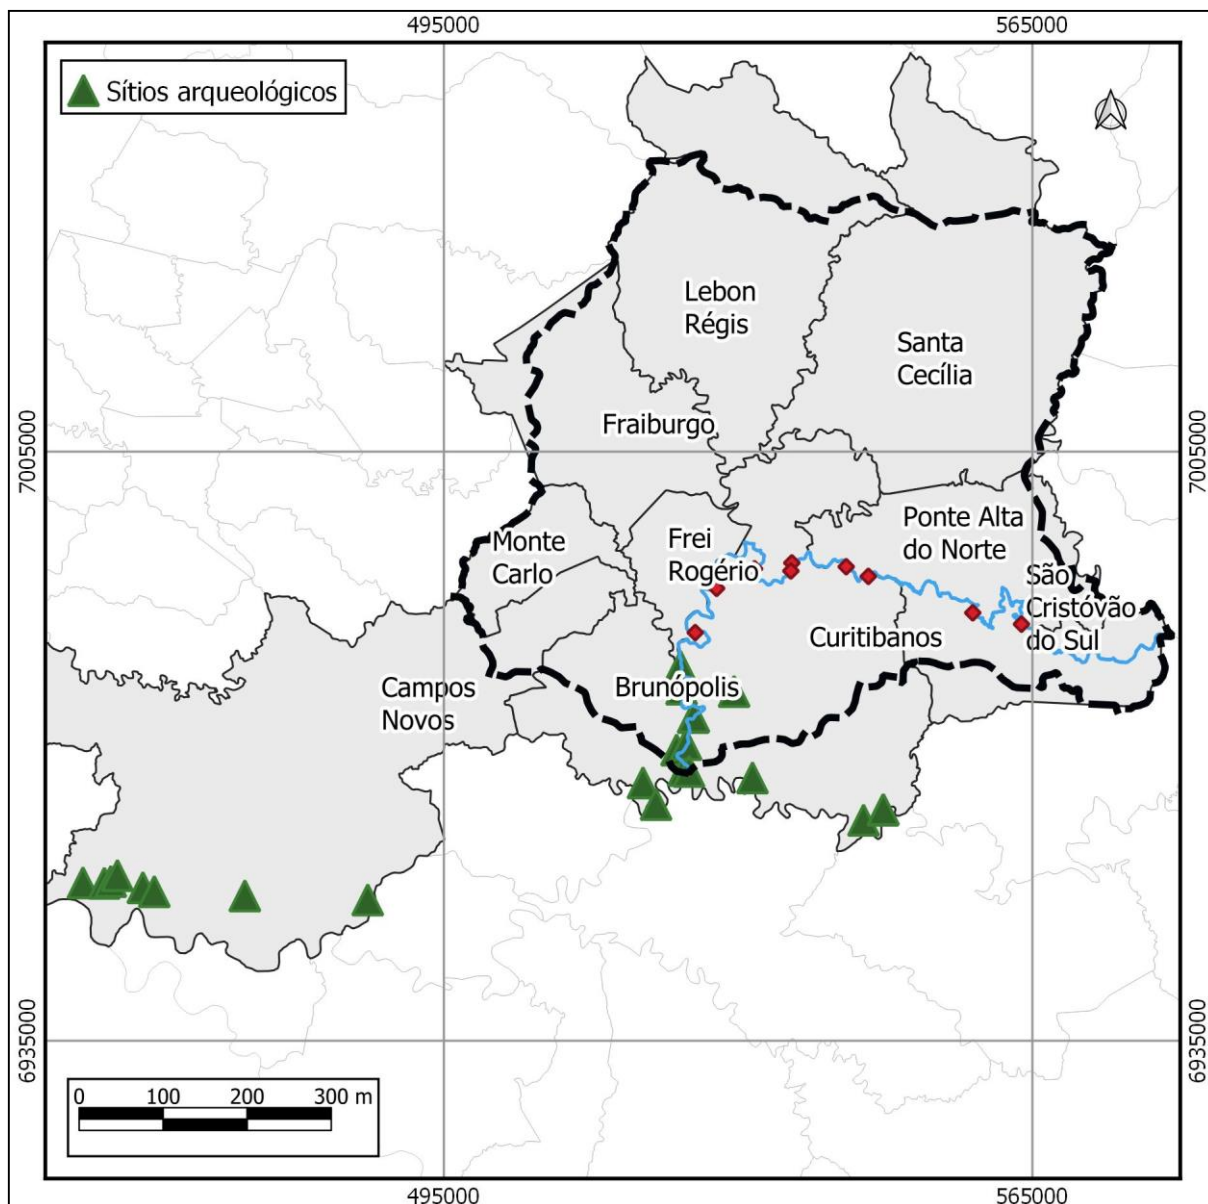 495000
565000
Sítios arqueológicos
Lebon
Régis
Santa
Cecília
Fraiburgo
7005000
7005000
Monte
Carlo
Frei
Rogério
Ponte Alta
do Norte
São
Cristóvão
do Sul
Curitibanos
Campos
Novos
Brunópolis
6935000
6935000
0 100 200 300 m
495000
565000